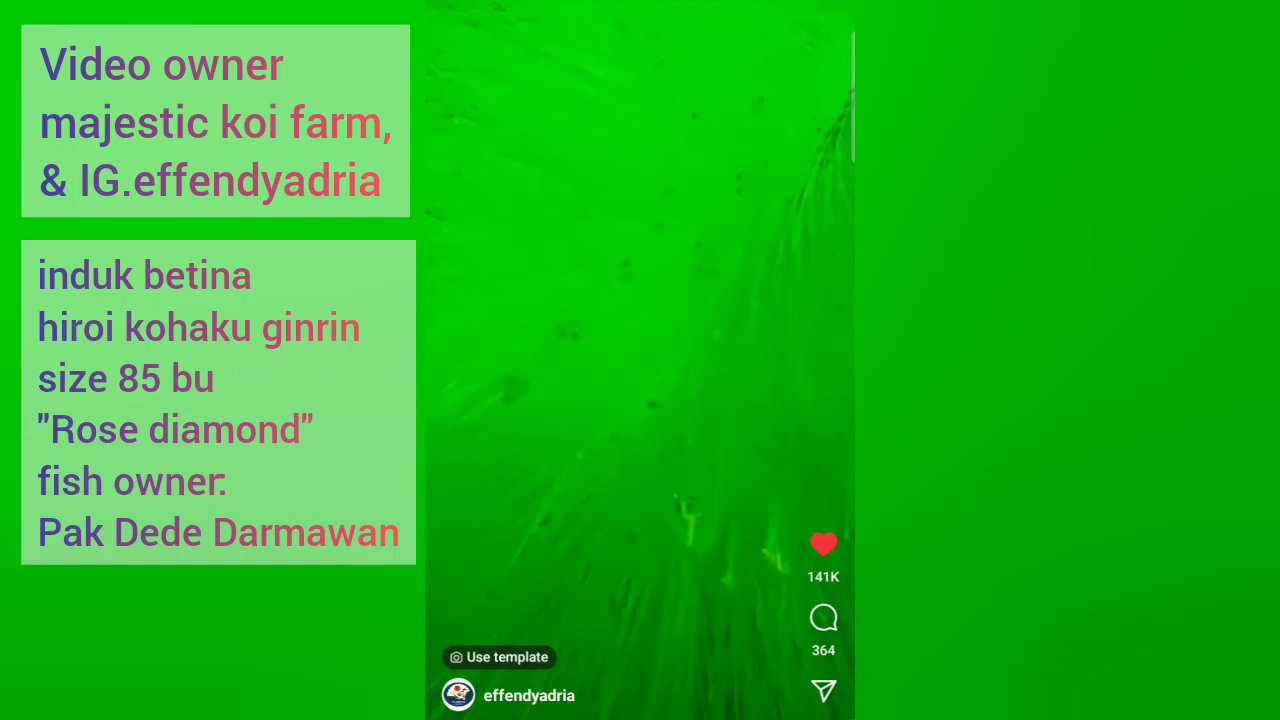 Video owner
majestic koi farm,
& IG.effendyadria
induk betina
hiroi kohaku ginrin
size 85 bu
"Rose diamond"
fish owner:
Pak Dede Darmawan
141K
364
Use template
effendyadria